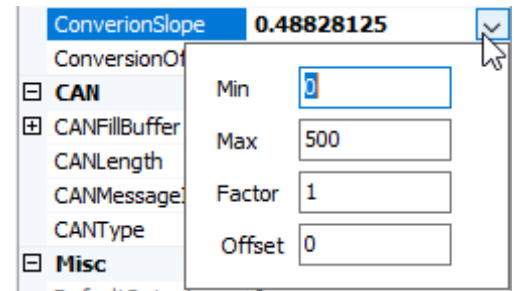 ConverionSlope 0.48828125
ConversionOf
CAN
CANFillBuffer
CANLength
CANMessage
CANType
Misc
Min 0
Max 500
Factor 1
Offset 0